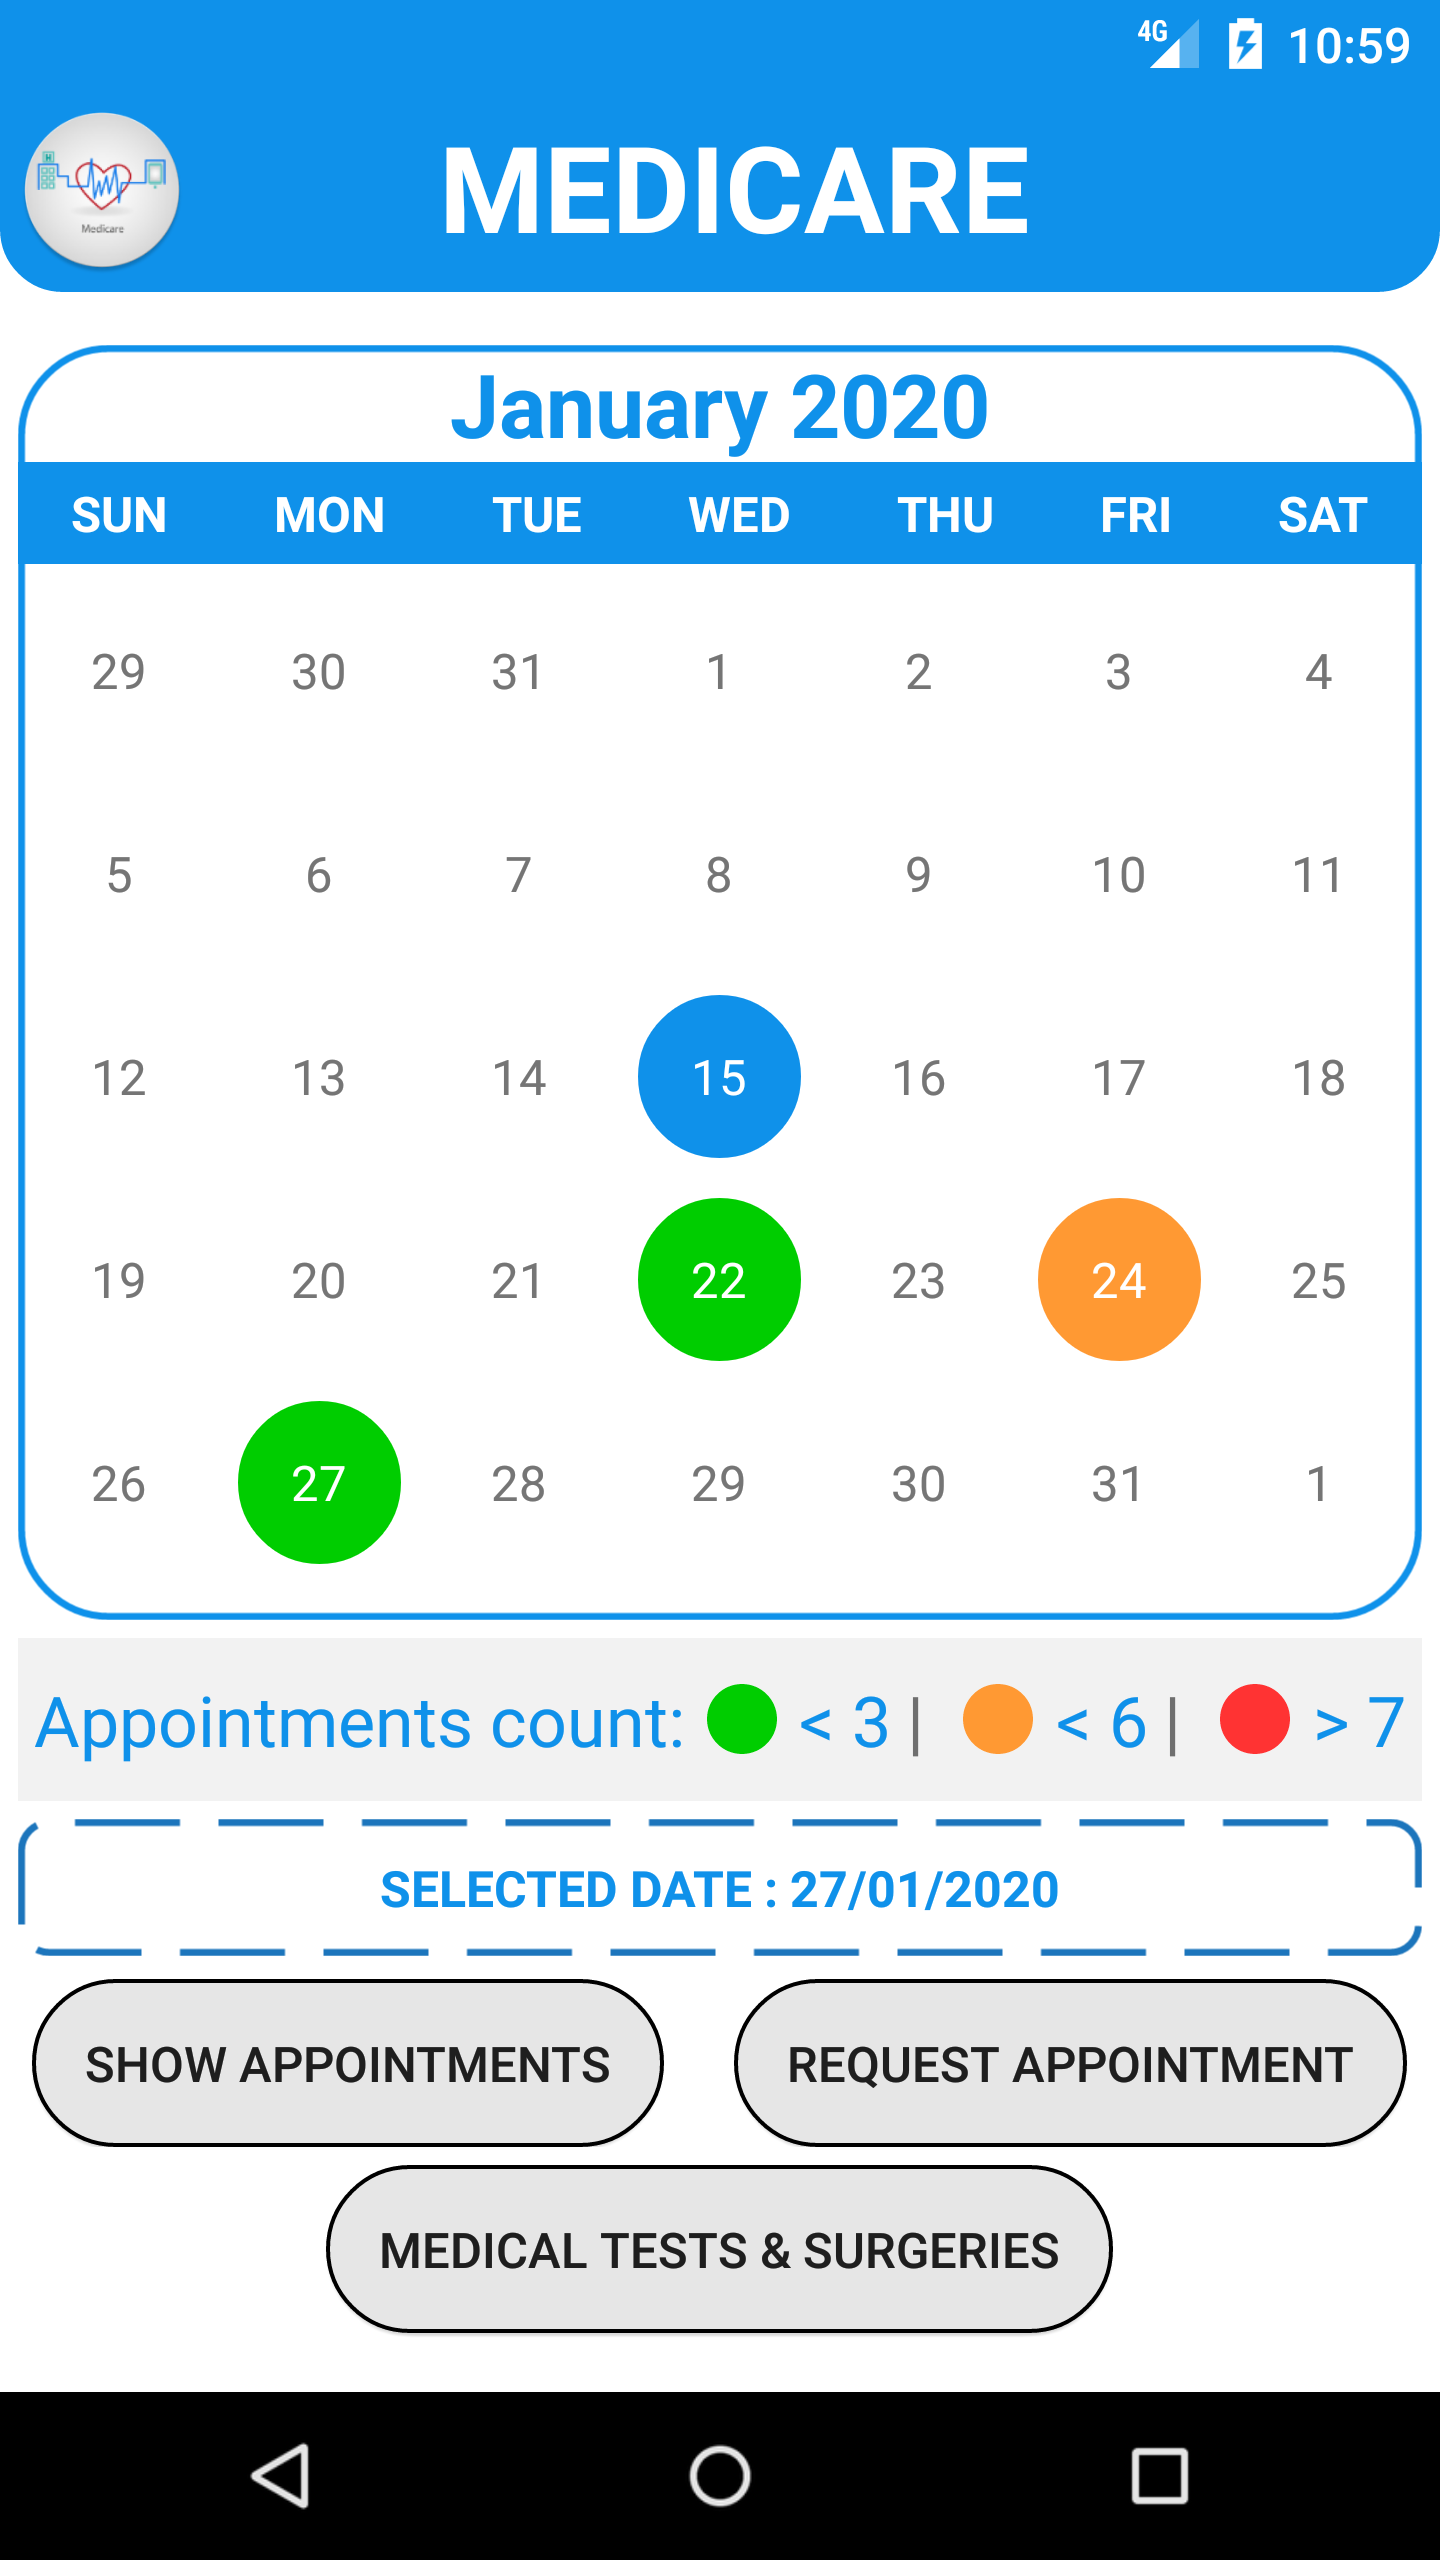 4G 10:59
Medicare
MEDICARE
January 2020
SUN MON TUE WED THU FRI SAT
29 30 31 1 2 3 4
5 6 7 8 9 10 11
12 13 14 15 16 17 18
19 20 21 22 23 24 25
26 27 28 29 30 31 1
Appointments count: < 3 | < 6 | > 7
SELECTED DATE : 27/01/2020
SHOW APPOINTMENTS REQUEST APPOINTMENT
MEDICAL TESTS & SURGERIES